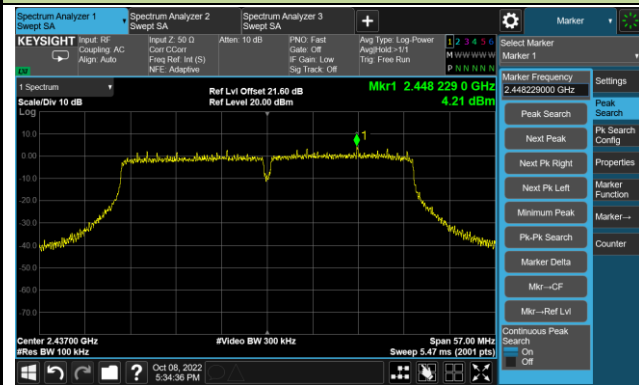 Spectrum Analyzer 1
Swept SA
Spectrum Analyzer 2
Swept SA
Spectrum Analyzer 3
Swept SA
+
Marker
KEYSIGHT
Input: RF
Coupling: AC
Align: Auto
Input Z: 50 Ω
Corr CCorr
Freq Ref: Int (S)
NFE: Adaptive
Atten: 10 dB
PNO: Fast
Gate: Off
IF Gain: Low
Sig Track: Off
Avg Type: Log-Power
Avg|Hold:>1/1
Trig: Free Run
1 2 3 4 5 6
M W W W W W
P N N N N N
LXI
Select Marker
Marker 1
1 Spectrum
Scale/Div 10 dB
Log
Ref Lvl Offset 21.60 dB
Ref Level 20.00 dBm
Mkr1 2.448 229 0 GHz
4.21 dBm
10.0
0.00
-10.0
-20.0
-30.0
-40.0
-50.0
-60.0
-70.0
1
Center 2.43700 GHz
#Res BW 100 kHz
#Video BW 300 kHz
Span 57.00 MHz
Sweep 5.47 ms (2001 pts)
Marker Frequency
2.448229000 GHz
Peak Search
Next Peak
Next Pk Right
Next Pk Left
Minimum Peak
Pk-Pk Search
Marker Delta
Mkr→CF
Mkr→Ref Lvl
Continuous Peak
Search
On
Off
Settings
Peak
Search
Pk Search
Config
Properties
Marker
Function
Marker→
Counter
?
Oct 08, 2022
5:34:36 PM